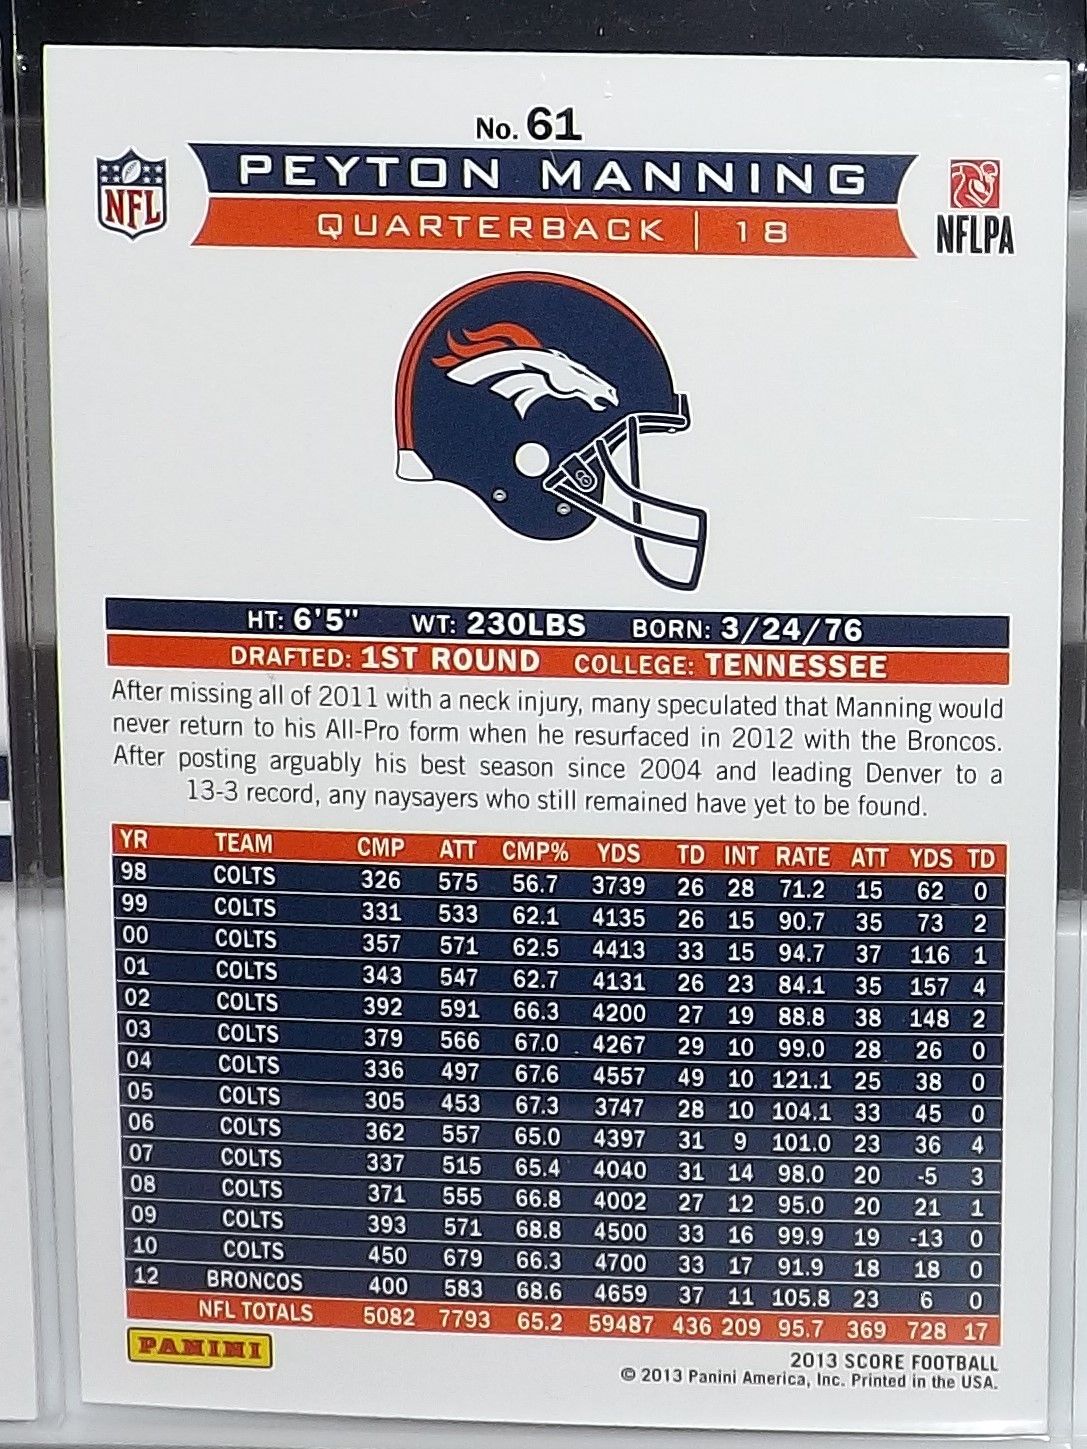 No. 61
PEYTON MANNING
QUARTERBACK | 18
NFL
NFLPA
HT: 6'5" WT: 230LBS BORN: 3/24/76
DRAFTED: 1ST ROUND COLLEGE: TENNESSEE
After missing all of 2011 with a neck injury, many speculated that Manning would
never return to his All-Pro form when he resurfaced in 2012 with the Broncos.
After posting arguably his best season since 2004 and leading Denver to a
13-3 record, any naysayers who still remained have yet to be found.
YR TEAM CMP ATT CMP% YDS TD INT RATE ATT YDS TD
98 COLTS 326 575 56.7 3739 26 28 71.2 15 62 0
99 COLTS 331 533 62.1 4135 26 15 90.7 35 73 2
00 COLTS 357 571 62.5 4413 33 15 94.7 37 116 1
01 COLTS 343 547 62.7 4131 26 23 84.1 35 157 4
02 COLTS 392 591 66.3 4200 27 19 88.8 38 148 2
03 COLTS 379 566 67.0 4267 29 10 99.0 28 26 0
04 COLTS 336 497 67.6 4557 49 10 121.1 25 38 0
05 COLTS 305 453 67.3 3747 28 10 104.1 33 45 0
06 COLTS 362 557 65.0 4397 31 9 101.0 23 36 4
07 COLTS 337 515 65.4 4040 31 14 98.0 20 -5 3
08 COLTS 371 555 66.8 4002 27 12 95.0 20 21 1
09 COLTS 393 571 68.8 4500 33 16 99.9 19 -13 0
10 COLTS 450 679 66.3 4700 33 17 91.9 18 18 0
12 BRONCOS 400 583 68.6 4659 37 11 105.8 23 6 0
NFL TOTALS 5082 7793 65.2 59487 436 209 95.7 369 728 17
PANINI
2013 SCORE FOOTBALL
© 2013 Panini America, Inc. Printed in the USA.